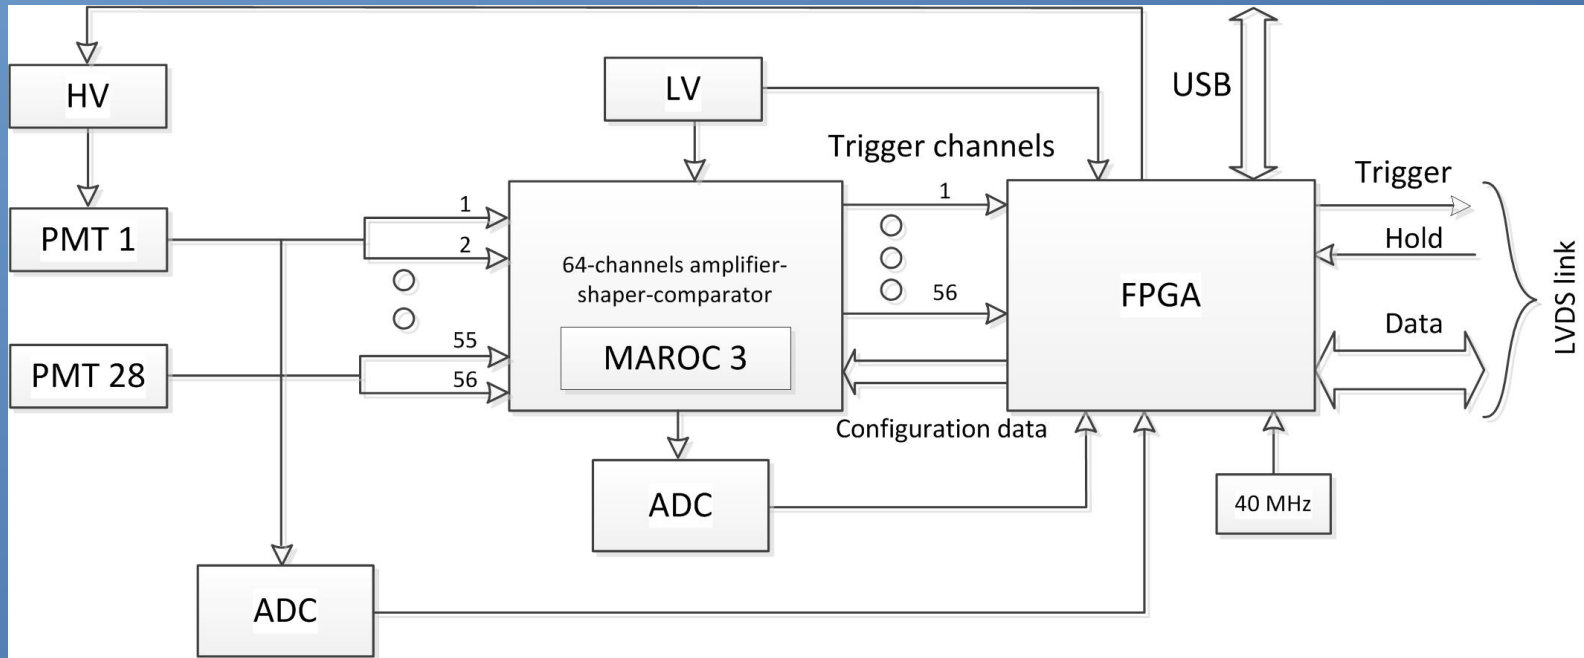 HV
LV
USB
Trigger channels
Trigger
PMT 1
1
2
1
Hold
64-channels amplifier-
shaper-comparator
56
FPGA
LVDS link
Data
55
MAROC 3
PMT 28
56
Configuration data
ADC
40 MHz
ADC